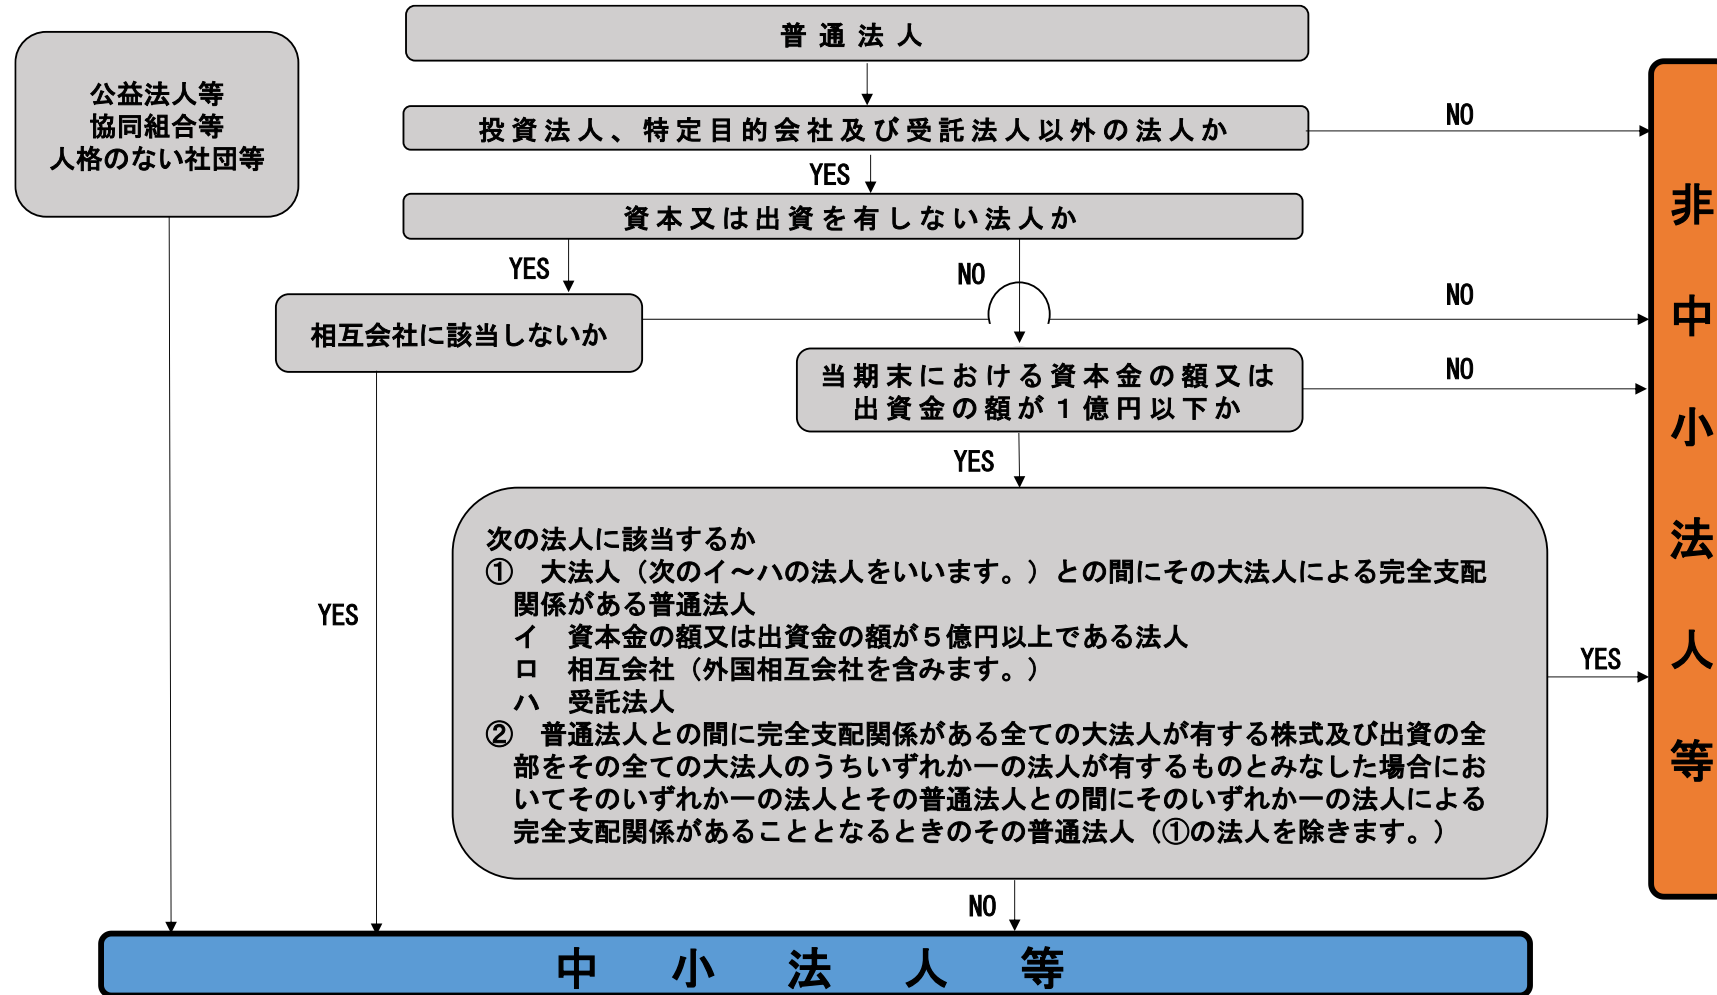 公益法人等
協同組合等
人格のない社団等
普通法人
投資法人、特定目的会社及び受託法人以外の法人か
NO
YES
資本又は出資を有しない法人か
YES
NO
相互会社に該当しないか
NO
当期末における資本金の額又は
出資金の額が１億円以下か
NO
YES
次の法人に該当するか
①　大法人（次のイ～ハの法人をいいます。）との間にその大法人による完全支配
関係がある普通法人
イ　資本金の額又は出資金の額が５億円以上である法人
ロ　相互会社（外国相互会社を含みます。）
ハ　受託法人
②　普通法人との間に完全支配関係がある全ての大法人が有する株式及び出資の全
部をその全ての大法人のうちいずれか一の法人が有するものとみなした場合にお
いてそのいずれか一の法人とその普通法人との間にそのいずれか一の法人による
完全支配関係があることとなるときのその普通法人（①の法人を除きます。）
YES
YES
NO
非中小法人等
中小法人等